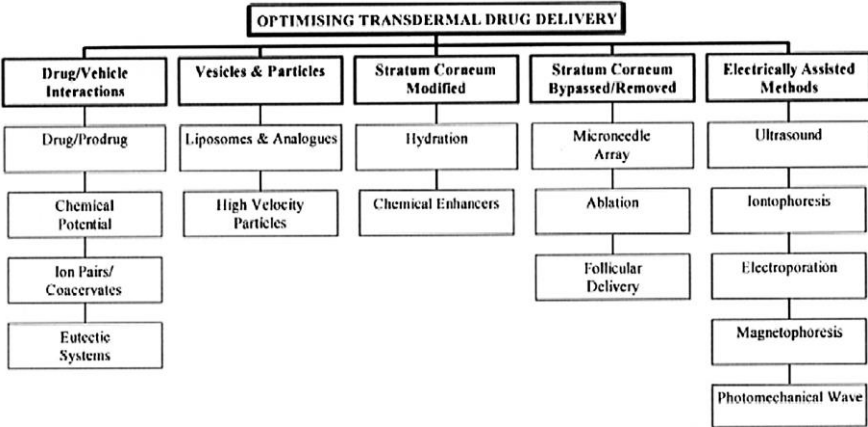 OPTIMISING TRANSDERMAL DRUG DELIVERY
Drug/Vehicle
Interactions
Drug/Prodrug
Chemical
Potential
Ion Pairs/
Coacervates
Eutectic
Systems
Vesicles & Particles
Liposomes & Analogues
High Velocity
Particles
Stratum Corneum
Modified
Hydration
Chemical Enhancers
Stratum Corneum
Bypassed/Removed
Microneedle
Array
Ablation
Follicular
Delivery
Electrically Assisted
Methods
Ultrasound
Iontophoresis
Electroporation
Magnetophoresis
Photomechanical Wave